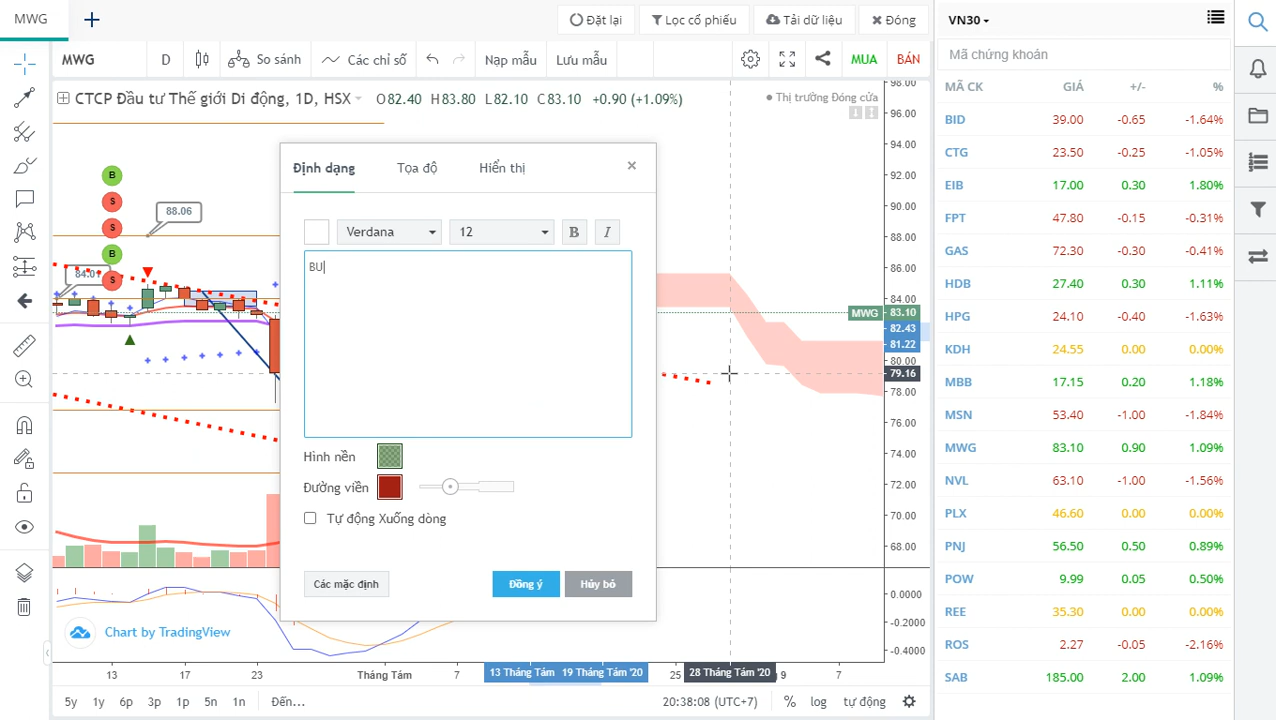 MWG
Đặt lại
Lọc cổ phiếu
Tải dữ liệu
Đóng
VN30
MWG
D
So sánh
Các chỉ số
Nạp mẫu
Lưu mẫu
MUA
BÁN
Mã chứng khoán
CTCP Đầu tư Thế giới Di động, 1D, HSX
O82.40 H83.80 L82.10 C83.10 +0.90 (+1.09%)
Thị trường Đóng cửa
MÃ CK GIÁ +/- %
BID 39.00 -0.65 -1.64%
CTG 23.50 -0.25 -1.05%
EIB 17.00 0.30 1.80%
FPT 47.80 -0.15 -0.31%
GAS 72.30 -0.30 -0.41%
HDB 27.40 0.30 1.11%
HPG 24.10 -0.40 -1.63%
KDH 24.55 0.00 0.00%
MBB 17.15 0.20 1.18%
MSN 53.40 -1.00 -1.84%
MWG 83.10 0.90 1.09%
NVL 63.10 -1.00 -1.56%
PLX 46.60 0.00 0.00%
PNJ 56.50 0.50 0.89%
POW 9.99 0.05 0.50%
REE 35.30 0.00 0.00%
ROS 2.27 -0.05 -2.16%
SAB 185.00 2.00 1.09%
B
S
S
B
S
88.06
84.01
Định dạng
Tọa độ
Hiển thị
Verdana
12
B
I
BU
Hình nền
Đường viền
Tự động Xuống dòng
Các mặc định
Đồng ý
Hủy bỏ
98.00
96.00
94.00
92.00
90.00
88.00
86.00
84.00
MWG 83.10
82.43
81.22
80.00
79.16
78.00
76.00
74.00
72.00
70.00
68.00
0.0000
-0.2000
-0.4000
Chart by TradingView
13
17
23
Tháng Tám
7
13 Tháng Tám
19 Tháng Tám '20
25
28 Tháng Tám '20
9
7
5y 1y 6p 3p 1p 5n 1n Đến...
20:38:08 (UTC+7)
%
log
tự động